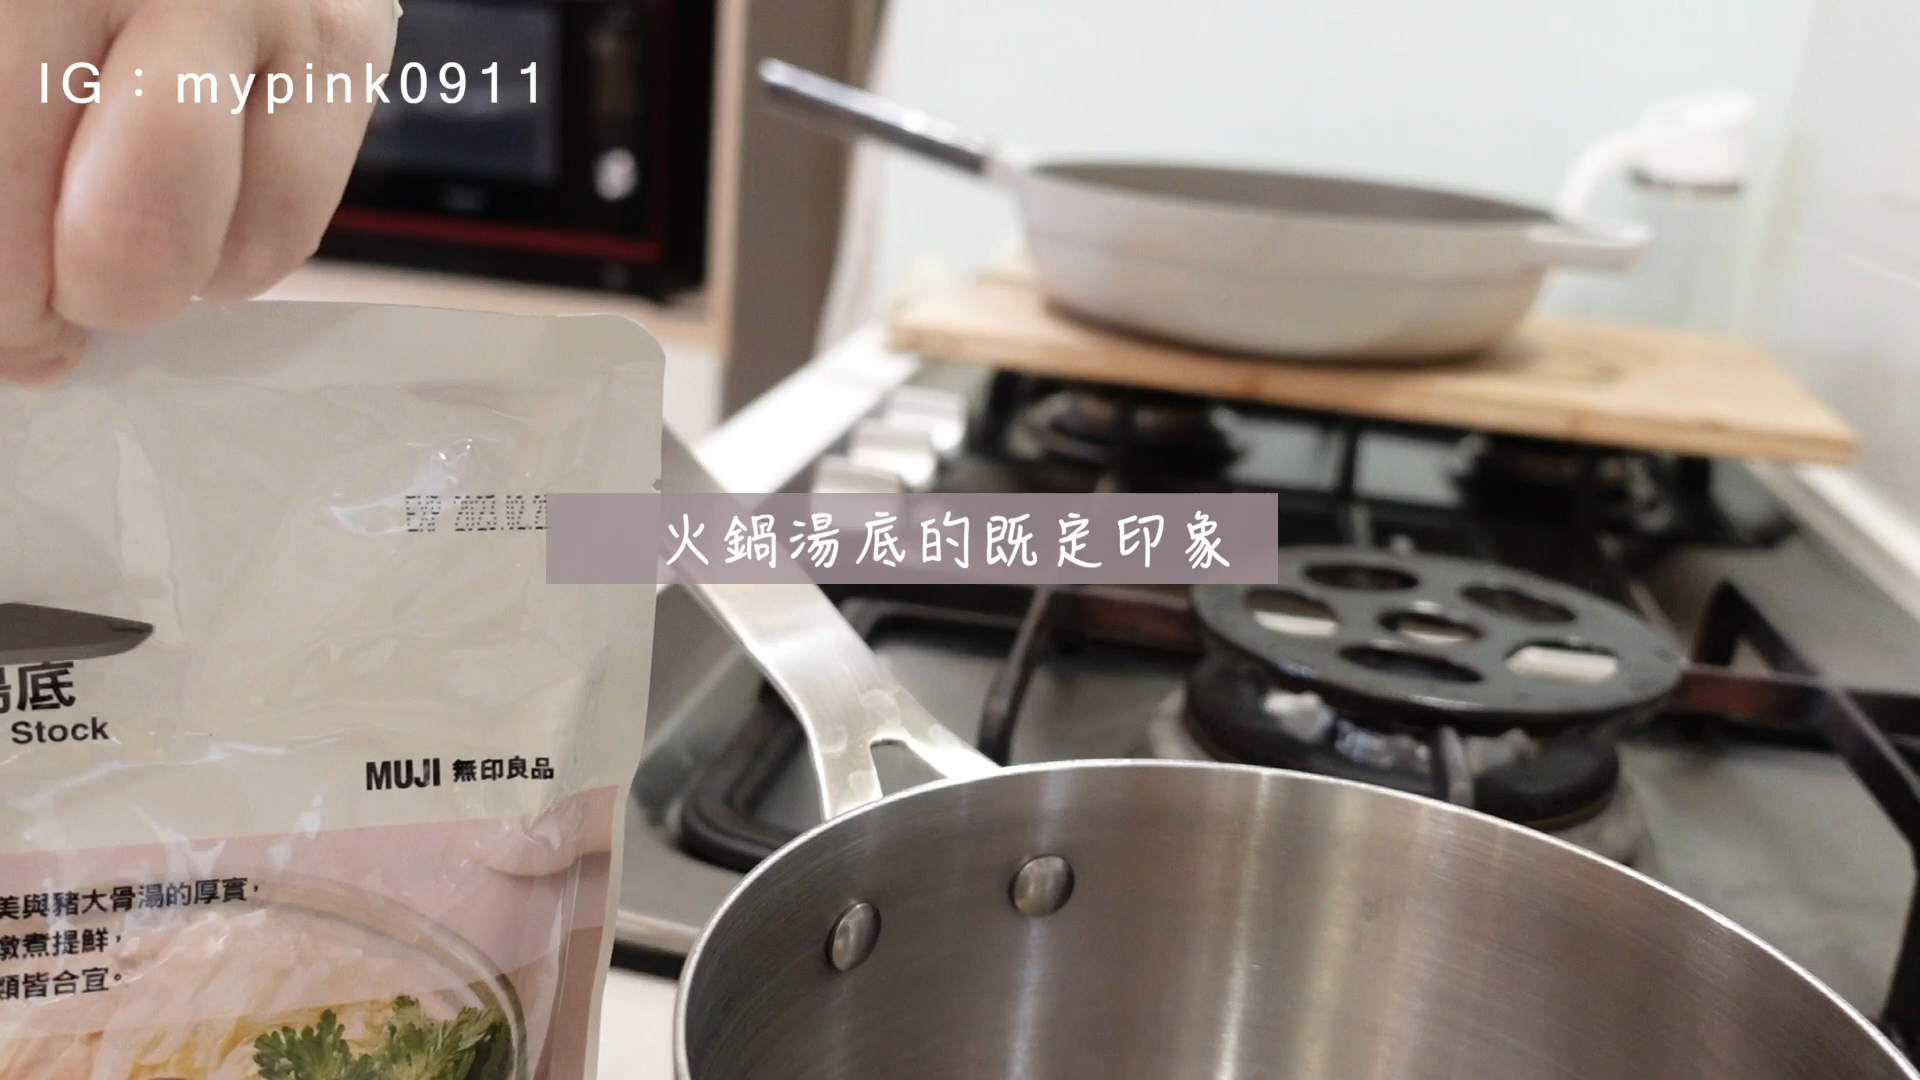 IG：mypink0911
火鍋湯底的既定印象
湯底
Stock
MUJI 無印良品
美與豬大骨湯的厚實，
燉煮提鮮，
類皆合宜。